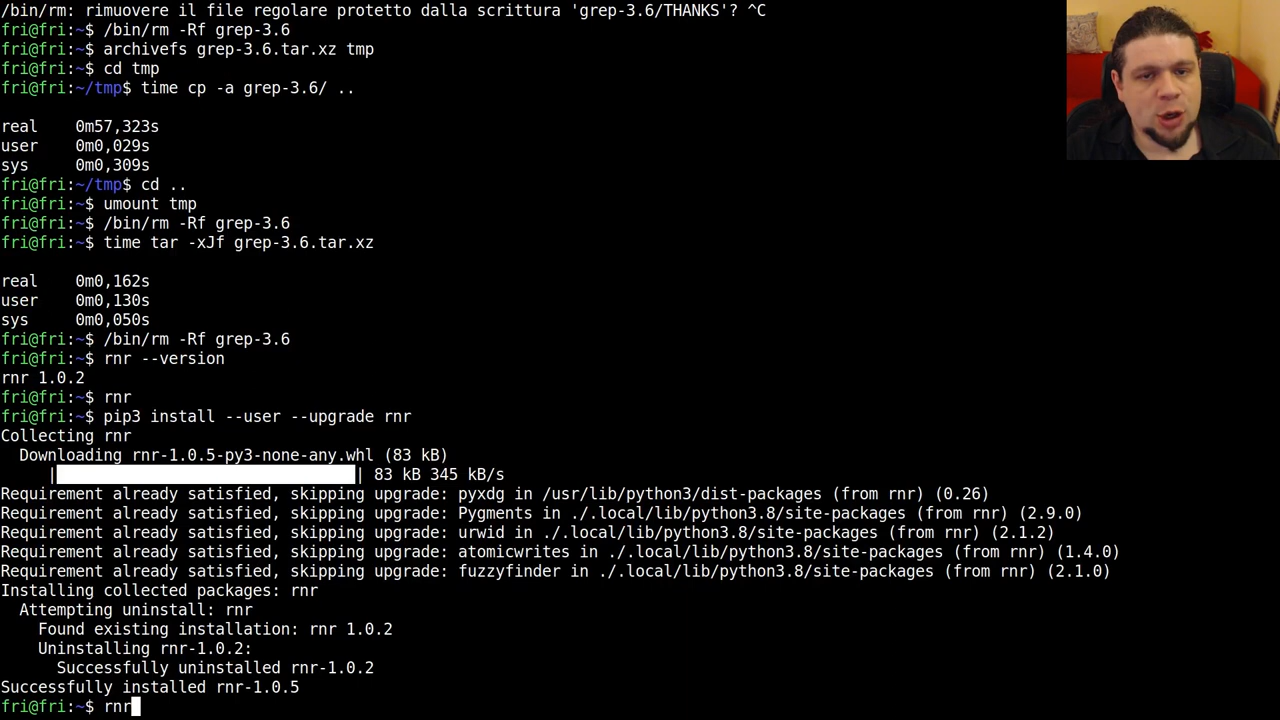 /bin/rm: rimuovere il file regolare protetto dalla scrittura 'grep-3.6/THANKS'? ^C
fri@fri:~$ /bin/rm -Rf grep-3.6
fri@fri:~$ archivefs grep-3.6.tar.xz tmp
fri@fri:~$ cd tmp
fri@fri:~/tmp$ time cp -a grep-3.6/ ..
real    0m57,323s
user    0m0,029s
sys     0m0,309s
fri@fri:~/tmp$ cd ..
fri@fri:~$ umount tmp
fri@fri:~$ /bin/rm -Rf grep-3.6
fri@fri:~$ time tar -xJf grep-3.6.tar.xz
real    0m0,162s
user    0m0,130s
sys     0m0,050s
fri@fri:~$ /bin/rm -Rf grep-3.6
fri@fri:~$ rnr --version
rnr 1.0.2
fri@fri:~$ rnr
fri@fri:~$ pip3 install --user --upgrade rnr
Collecting rnr
  Downloading rnr-1.0.5-py3-none-any.whl (83 kB)
     |████████████████████████████████| 83 kB 345 kB/s
Requirement already satisfied, skipping upgrade: pyxdg in /usr/lib/python3/dist-packages (from rnr) (0.26)
Requirement already satisfied, skipping upgrade: Pygments in ./.local/lib/python3.8/site-packages (from rnr) (2.9.0)
Requirement already satisfied, skipping upgrade: urwid in ./.local/lib/python3.8/site-packages (from rnr) (2.1.2)
Requirement already satisfied, skipping upgrade: atomicwrites in ./.local/lib/python3.8/site-packages (from rnr) (1.4.0)
Requirement already satisfied, skipping upgrade: fuzzyfinder in ./.local/lib/python3.8/site-packages (from rnr) (2.1.0)
Installing collected packages: rnr
  Attempting uninstall: rnr
    Found existing installation: rnr 1.0.2
    Uninstalling rnr-1.0.2:
      Successfully uninstalled rnr-1.0.2
Successfully installed rnr-1.0.5
fri@fri:~$ rnr